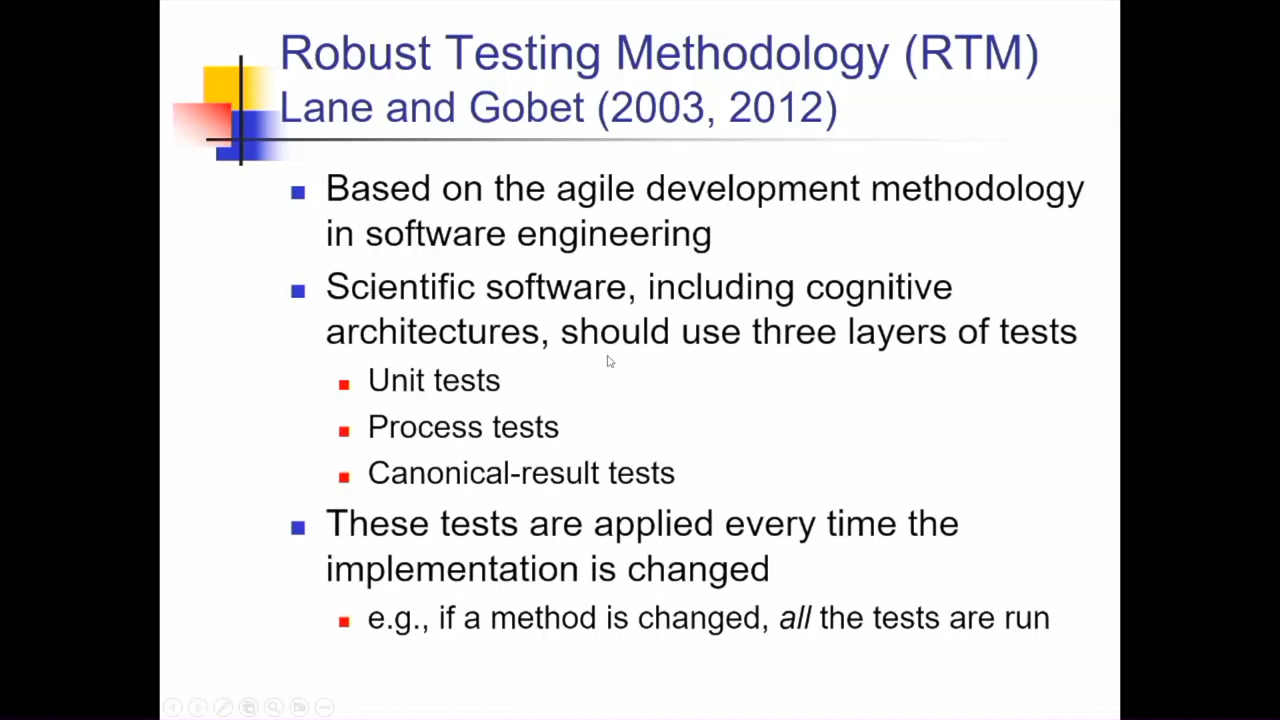 Robust Testing Methodology (RTM)
Lane and Gobet (2003, 2012)
Based on the agile development methodology
in software engineering
Scientific software, including cognitive
architectures, should use three layers of tests
Unit tests
Process tests
Canonical-result tests
These tests are applied every time the
implementation is changed
e.g., if a method is changed, all the tests are run